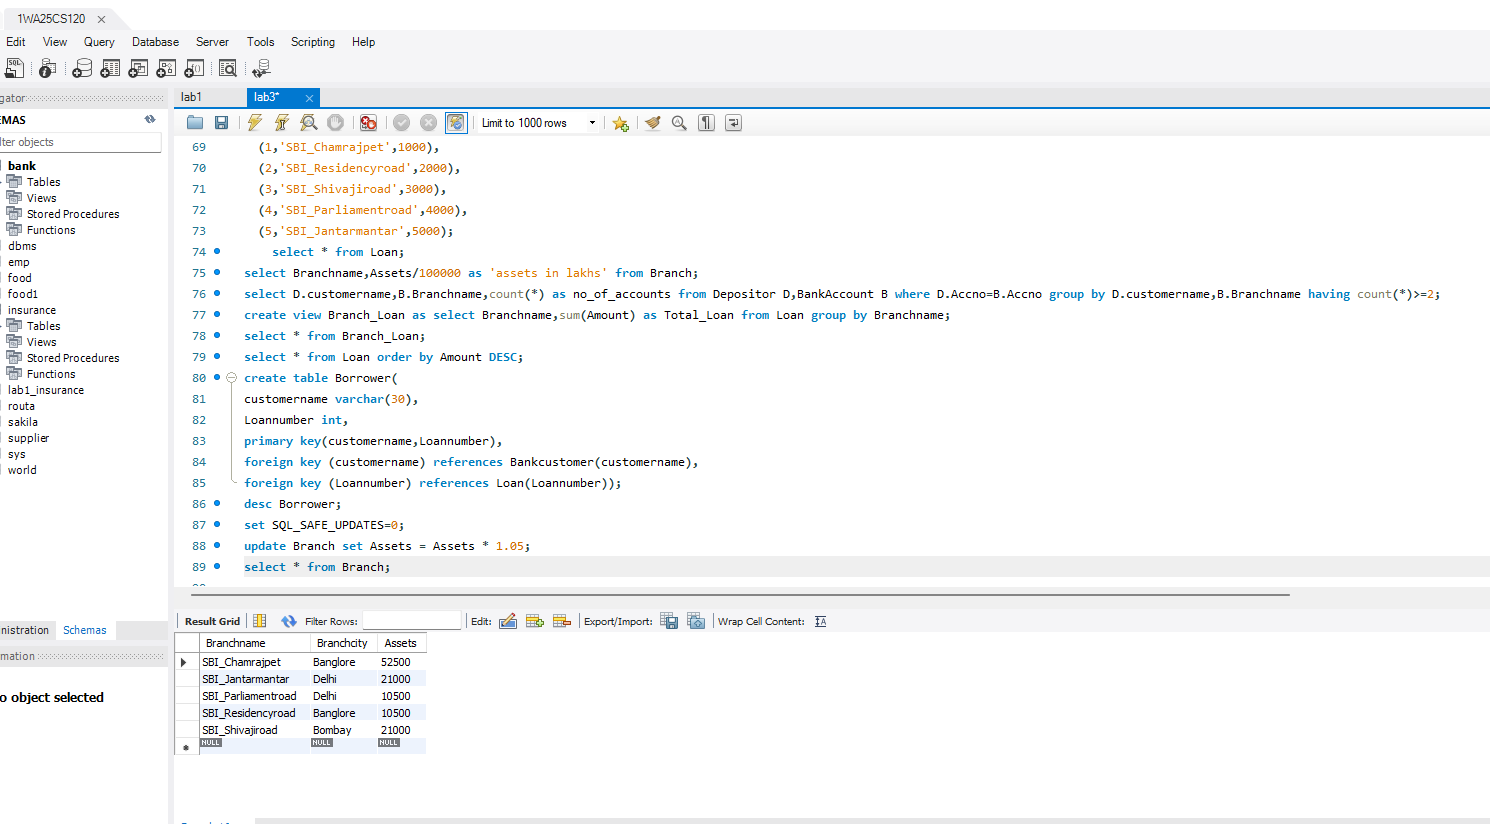 1WA25CS120
Edit View Query Database Server Tools Scripting Help
lab1 lab3*
Limit to 1000 rows
bank
Tables
Views
Stored Procedures
Functions
dbms
emp
food
food1
insurance
Tables
Views
Stored Procedures
Functions
lab1_insurance
routa
sakila
supplier
sys
world
Schemas
object selected
69 (1,'SBI_Chamrajpet',1000),
70 (2,'SBI_Residencyroad',2000),
71 (3,'SBI_Shivajiroad',3000),
72 (4,'SBI_Parliamentroad',4000),
73 (5,'SBI_Jantarmantar',5000);
74 select * from Loan;
75 select Branchname,Assets/100000 as 'assets in lakhs' from Branch;
76 select D.customername,B.Branchname,count(*) as no_of_accounts from Depositor D,BankAccount B where D.Accno=B.Accno group by D.customername,B.Branchname having count(*)>=2;
77 create view Branch_Loan as select Branchname,sum(Amount) as Total_Loan from Loan group by Branchname;
78 select * from Branch_Loan;
79 select * from Loan order by Amount DESC;
80 create table Borrower(
81 customername varchar(30),
82 Loannumber int,
83 primary key(customername,Loannumber),
84 foreign key (customername) references Bankcustomer(customername),
85 foreign key (Loannumber) references Loan(Loannumber));
86 desc Borrower;
87 set SQL_SAFE_UPDATES=0;
88 update Branch set Assets = Assets * 1.05;
89 select * from Branch;
Result Grid Filter Rows: Edit: Export/Import: Wrap Cell Content:
Branchname Branchcity Assets
SBI_Chamrajpet Banglore 52500
SBI_Jantarmantar Delhi 21000
SBI_Parliamentroad Delhi 10500
SBI_Residencyroad Banglore 10500
SBI_Shivajiroad Bombay 21000
NULL NULL NULL